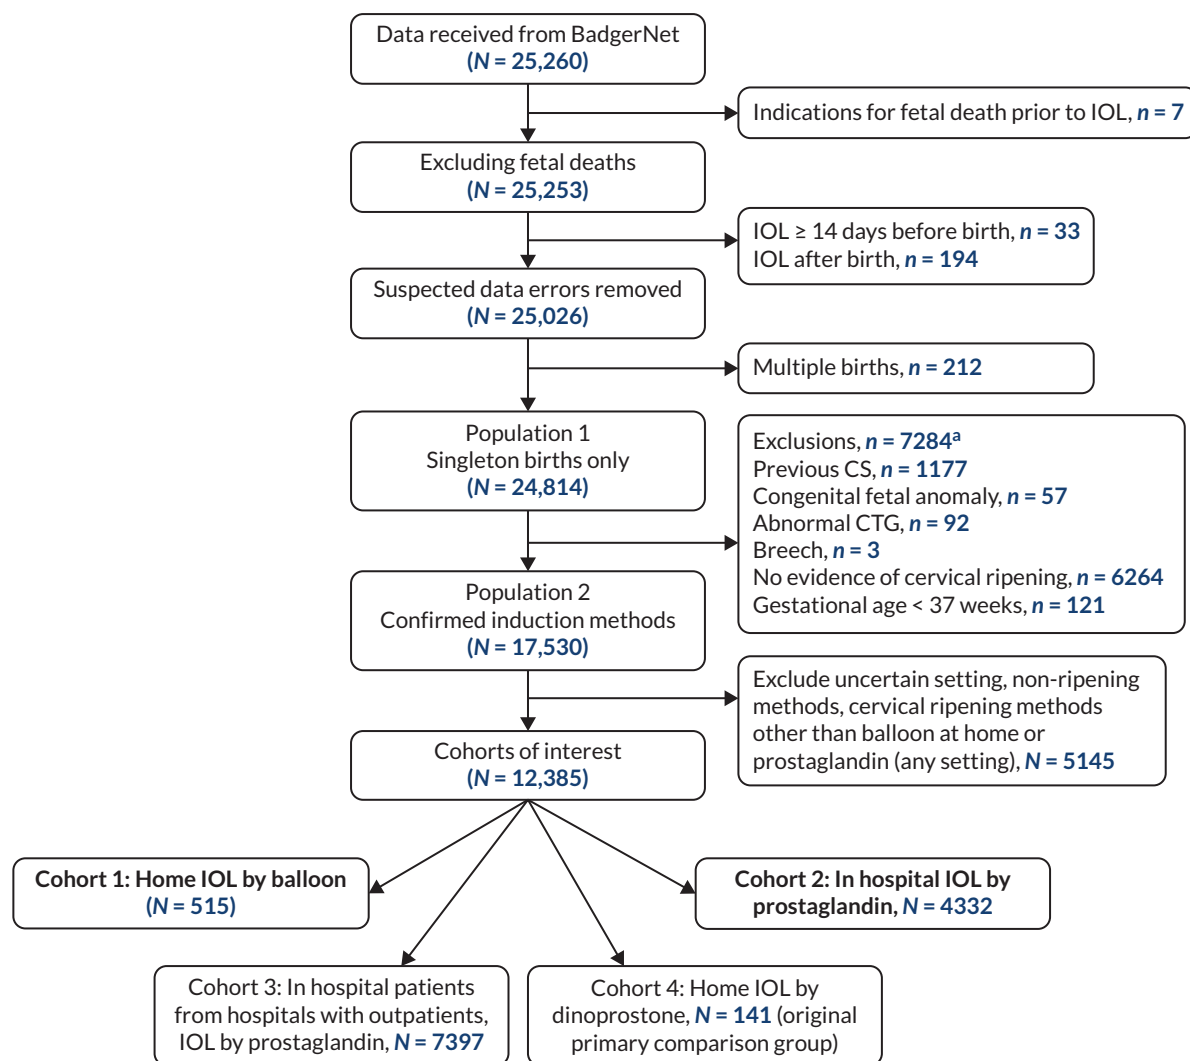 Data received from BadgerNet
(N = 25,260)
Indications for fetal death prior to IOL, n = 7
Excluding fetal deaths
(N = 25,253)
IOL ≥ 14 days before birth, n = 33
IOL after birth, n = 194
Suspected data errors removed
(N = 25,026)
Multiple births, n = 212
Population 1
Singleton births only
(N = 24,814)
Exclusions, n = 7284a
Previous CS, n = 1177
Congenital fetal anomaly, n = 57
Abnormal CTG, n = 92
Breech, n = 3
No evidence of cervical ripening, n = 6264
Gestational age < 37 weeks, n = 121
Population 2
Confirmed induction methods
(N = 17,530)
Exclude uncertain setting, non-ripening
methods, cervical ripening methods
other than balloon at home or
prostaglandin (any setting), N = 5145
Cohorts of interest
(N = 12,385)
Cohort 1: Home IOL by balloon
(N = 515)
Cohort 2: In hospital IOL by
prostaglandin, N = 4332
Cohort 3: In hospital patients
from hospitals with outpatients,
IOL by prostaglandin, N = 7397
Cohort 4: Home IOL by
dinoprostone, N = 141 (original
primary comparison group)